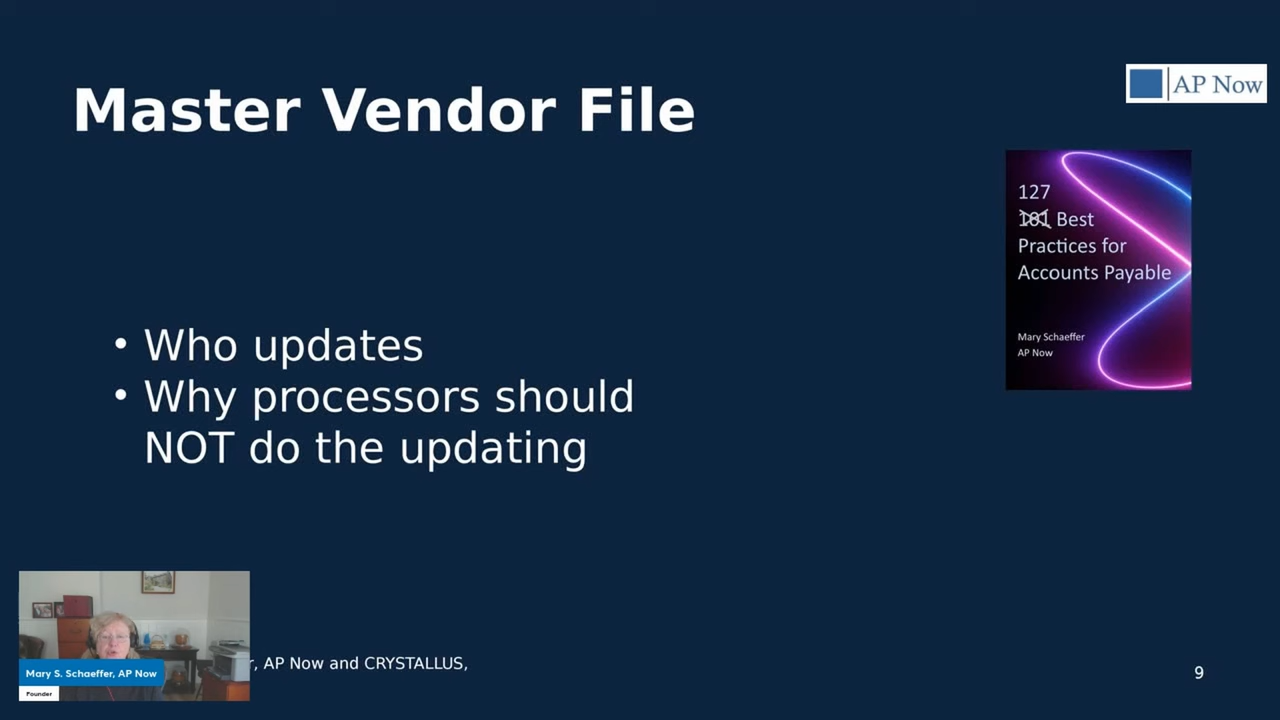 Master Vendor File
AP Now
127
181 Best
Practices for
Accounts Payable
Mary Schaeffer
AP Now
• Who updates
• Why processors should
NOT do the updating
Mary S. Schaeffer, AP Now
Founder
r, AP Now and CRYSTALLUS,
9